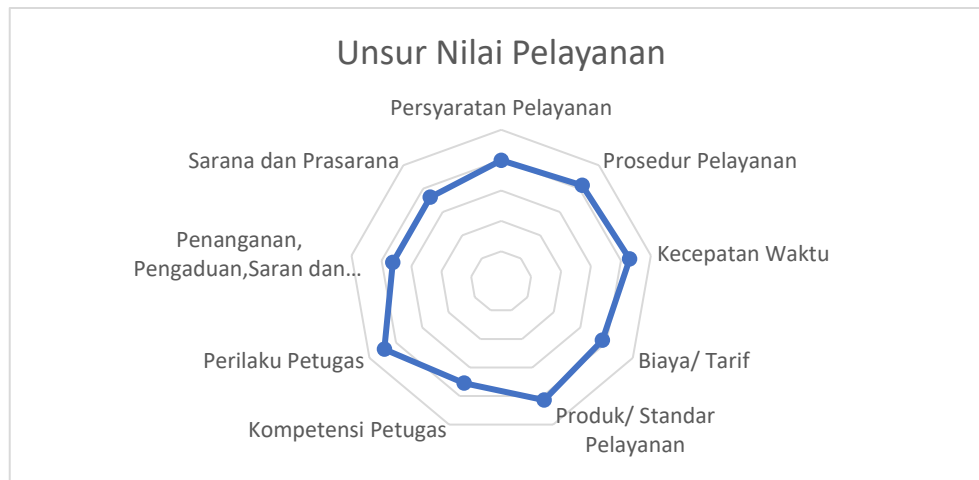 Unsur Nilai Pelayanan
Persyaratan Pelayanan
Prosedur Pelayanan
Kecepatan Waktu
Biaya/ Tarif
Produk/ Standar
Pelayanan
Kompetensi Petugas
Perilaku Petugas
Penanganan,
Pengaduan,Saran dan…
Sarana dan Prasarana